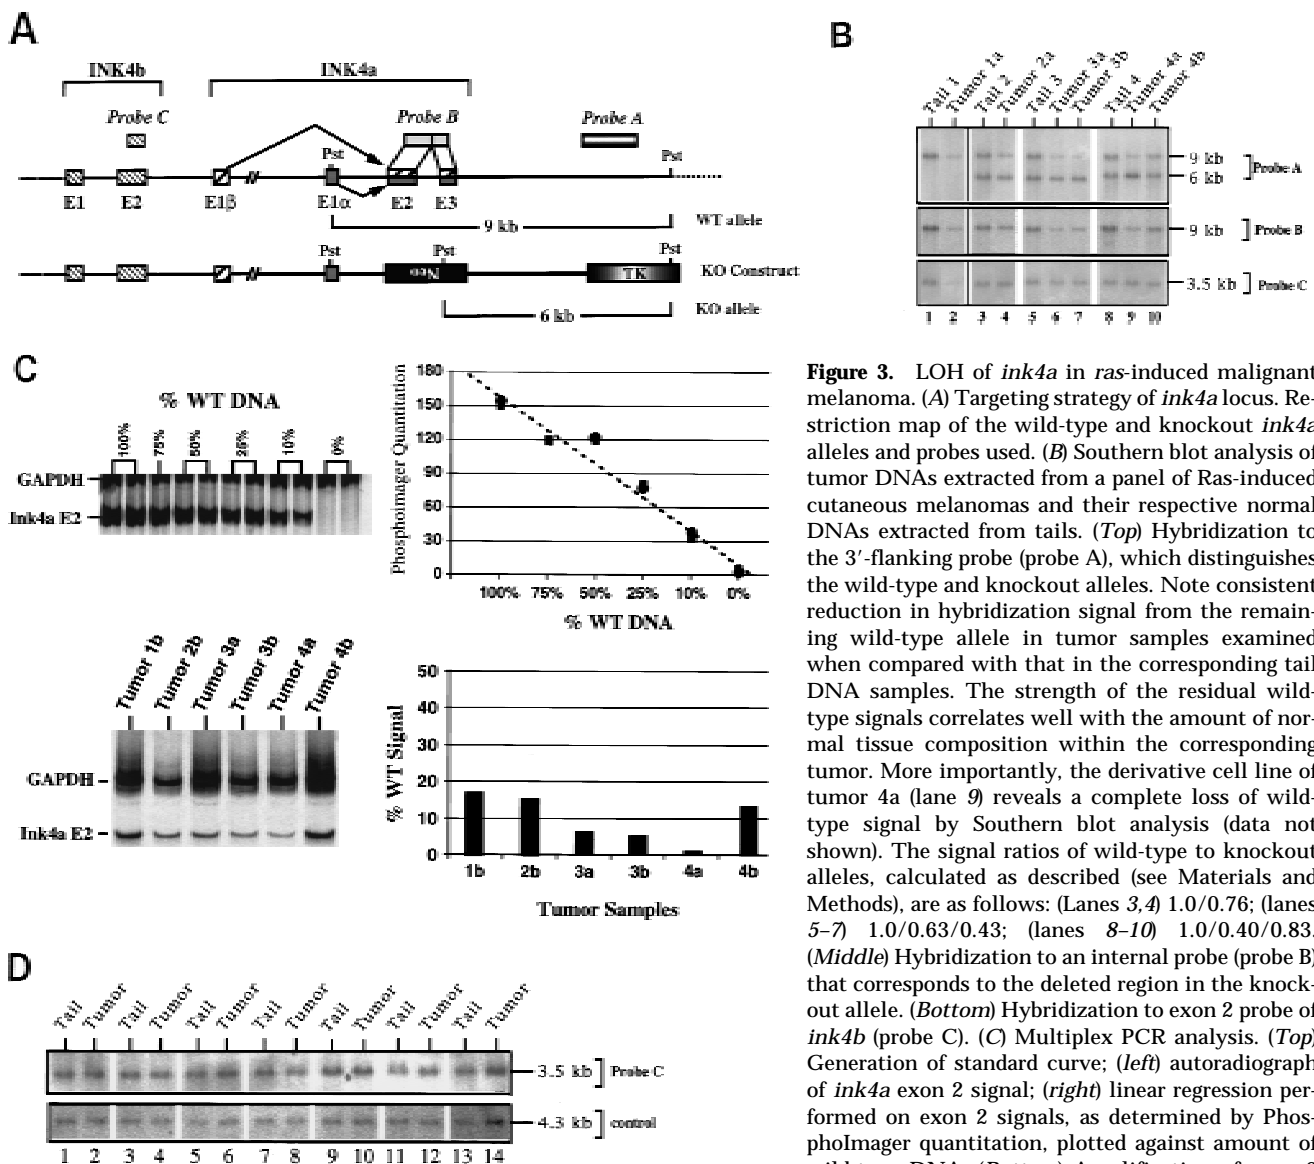 A
INK4b
INK4a
Probe C
Probe B
Probe A
Pst
Pst
E1
E2
E1β
E1α
E2
E3
9 kb
WT allele
Pst
Pst
Pst
Neo
TK
KO Construct
6 kb
KO allele
B
Tail 1
Tumor 1a
Tail 2
Tumor 2a
Tail 3
Tumor 3a
Tumor 3b
Tail 4
Tumor 4a
Tumor 4b
9 kb
6 kb
Probe A
9 kb
Probe B
3.5 kb
Probe C
1 2 3 4 5 6 7 8 9 10
C
% WT DNA
100% 75% 50% 25% 10% 0%
GAPDH
Ink4a E2
Phosphoimager Quantitation
180
150
120
90
60
30
0
100% 75% 50% 25% 10% 0%
% WT DNA
Tumor 1b
Tumor 2b
Tumor 3a
Tumor 3b
Tumor 4a
Tumor 4b
GAPDH
Ink4a E2
% WT Signal
50
40
30
20
10
0
1b 2b 3a 3b 4a 4b
Tumor Samples
D
Tail Tumor Tail Tumor Tail Tumor Tail Tumor Tail Tumor Tail Tumor Tail Tumor
3.5 kb
Probe C
4.3 kb
control
1 2 3 4 5 6 7 8 9 10 11 12 13 14
Figure 3. LOH of ink4a in ras-induced malignant
melanoma. (A) Targeting strategy of ink4a locus. Re-
striction map of the wild-type and knockout ink4a
alleles and probes used. (B) Southern blot analysis of
tumor DNAs extracted from a panel of Ras-induced
cutaneous melanomas and their respective normal
DNAs extracted from tails. (Top) Hybridization to
the 3′-flanking probe (probe A), which distinguishes
the wild-type and knockout alleles. Note consistent
reduction in hybridization signal from the remain-
ing wild-type allele in tumor samples examined
when compared with that in the corresponding tail
DNA samples. The strength of the residual wild-
type signals correlates well with the amount of nor-
mal tissue composition within the corresponding
tumor. More importantly, the derivative cell line of
tumor 4a (lane 9) reveals a complete loss of wild-
type signal by Southern blot analysis (data not
shown). The signal ratios of wild-type to knockout
alleles, calculated as described (see Materials and
Methods), are as follows: (Lanes 3,4) 1.0/0.76; (lanes
5–7) 1.0/0.63/0.43; (lanes 8–10) 1.0/0.40/0.83.
(Middle) Hybridization to an internal probe (probe B)
that corresponds to the deleted region in the knock-
out allele. (Bottom) Hybridization to exon 2 probe of
ink4b (probe C). (C) Multiplex PCR analysis. (Top)
Generation of standard curve; (left) autoradiograph
of ink4a exon 2 signal; (right) linear regression per-
formed on exon 2 signals, as determined by Phos-
phoImager quantitation, plotted against amount of